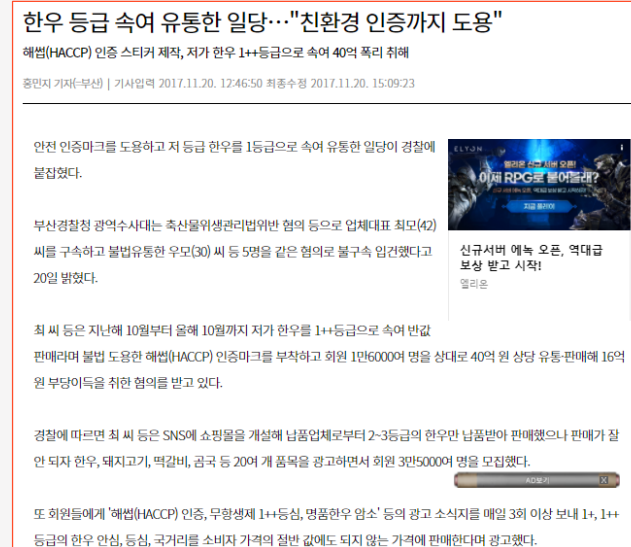 한우 등급 속여 유통한 일당…"친환경 인증까지 도용"
해썹(HACCP) 인증 스티커 제작, 저가 한우 1++등급으로 속여 40억 폭리 취해
홍민지 기자(=부산) | 기사입력 2017.11.20. 12:46:50 최종수정 2017.11.20. 15:09:23
안전 인증마크를 도용하고 저 등급 한우를 1등급으로 속여 유통한 일당이 경찰에
붙잡혔다.
부산경찰청 광역수사대는 축산물위생관리법위반 혐의 등으로 업체대표 최모(42)
씨를 구속하고 불법유통한 우모(30) 씨 등 5명을 같은 혐의로 불구속 입건했다고
20일 밝혔다.
최 씨 등은 지난해 10월부터 올해 10월까지 저가 한우를 1++등급으로 속여 반값
판매라며 불법 도용한 해썹(HACCP) 인증마크를 부착하고 회원 1만6000여 명을 상대로 40억 원 상당 유통·판매해 16억
원 부당이득을 취한 혐의를 받고 있다.
경찰에 따르면 최 씨 등은 SNS에 쇼핑몰을 개설해 납품업체로부터 2~3등급의 한우만 납품받아 판매했으나 판매가 잘
안 되자 한우, 돼지고기, 떡갈비, 곰국 등 20여 개 품목을 광고하면서 회원 3만5000여 명을 모집했다.
또 회원들에게 '해썹(HACCP) 인증, 무항생제 1++등심, 명품한우 암소' 등의 광고 소식지를 매일 3회 이상 보내 1+, 1++
등급의 한우 안심, 등심, 국거리를 소비자 가격의 절반 값에도 되지 않는 가격에 판매한다며 광고했다.
ELYON
엘리온 신규 서버 오픈!
이제 RPG로 붙어볼래?
지금 플레이
신규서버 에녹 오픈, 역대급
보상 받고 시작!
엘리온
AD보기 X